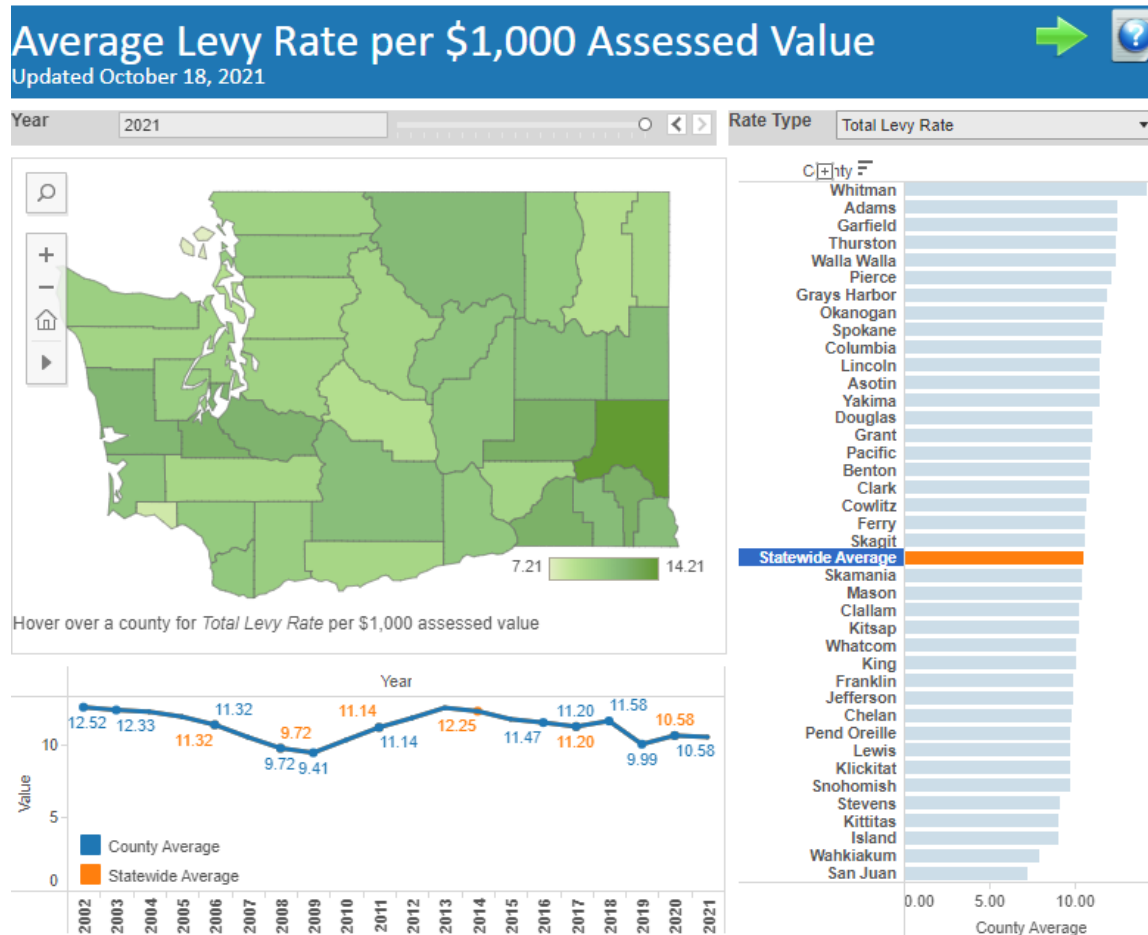 Average Levy Rate per $1,000 Assessed Value
Updated October 18, 2021
?
Year
2021
Rate Type
Total Levy Rate
7.21
14.21
Hover over a county for Total Levy Rate per $1,000 assessed value
Year
12.52
12.33
11.32
11.32
9.72
9.72
9.41
11.14
11.14
12.25
11.47
11.20
11.20
11.58
9.99
10.58
10.58
Value
10
5
0
County Average
Statewide Average
2002
2003
2004
2005
2006
2007
2008
2009
2010
2011
2012
2013
2014
2015
2016
2017
2018
2019
2020
2021
Whitman
Adams
Garfield
Thurston
Walla Walla
Pierce
Grays Harbor
Okanogan
Spokane
Columbia
Lincoln
Asotin
Yakima
Douglas
Grant
Pacific
Benton
Clark
Cowlitz
Ferry
Skagit
Statewide Average
Skamania
Mason
Clallam
Kitsap
Whatcom
King
Franklin
Jefferson
Chelan
Pend Oreille
Lewis
Klickitat
Snohomish
Stevens
Kittitas
Island
Wahkiakum
San Juan
0.00
5.00
10.00
County Average